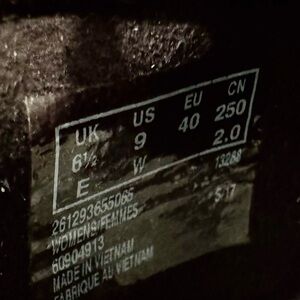 UK US EU CN
6½ 9 40 250
E W 2.0
261293655065 13288
WOMENS/FEMMES
60904913 5-17
MADE IN VIETNAM
FABRIQUE AU VIETNAM